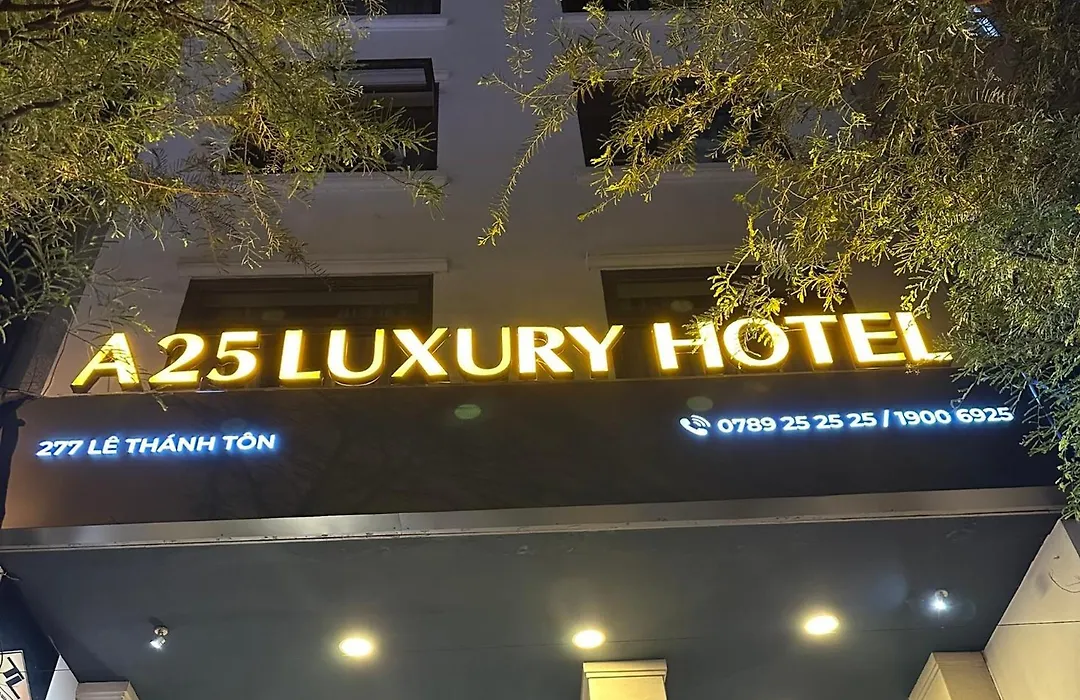 A25 LUXURY HOTEL
277 LÊ THÁNH TÔN
0789 25 25 25 / 1900 6925